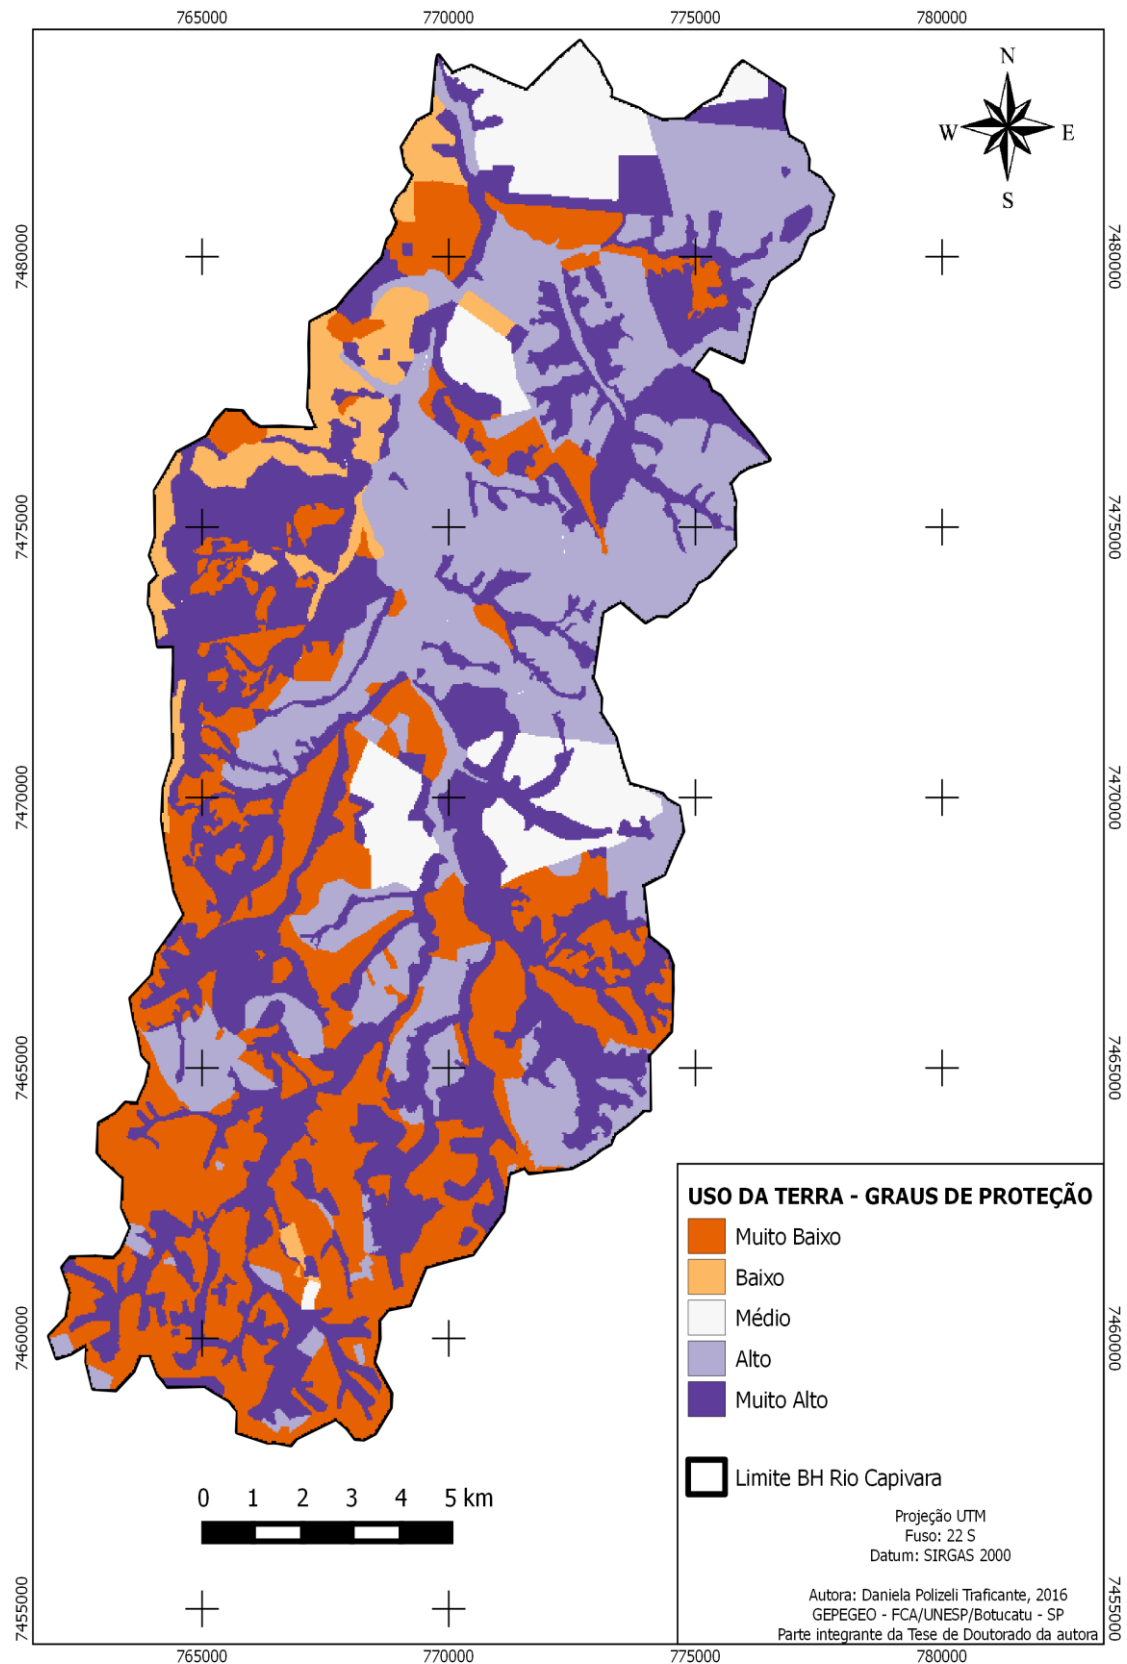 765000 770000 775000 780000
N
W E
S
7480000 7480000
7475000 7475000
7470000 7470000
7465000 7465000
USO DA TERRA - GRAUS DE PROTEÇÃO
Muito Baixo
Baixo
Médio
Alto
Muito Alto
7460000 7460000
Limite BH Rio Capivara
0 1 2 3 4 5 km
Projeção UTM
Fuso: 22 S
Datum: SIRGAS 2000
Autora: Daniela Polizeli Traficante, 2016
GEPEGEO - FCA/UNESP/Botucatu - SP
Parte integrante da Tese de Doutorado da autora
7455000 7455000
765000 770000 775000 780000